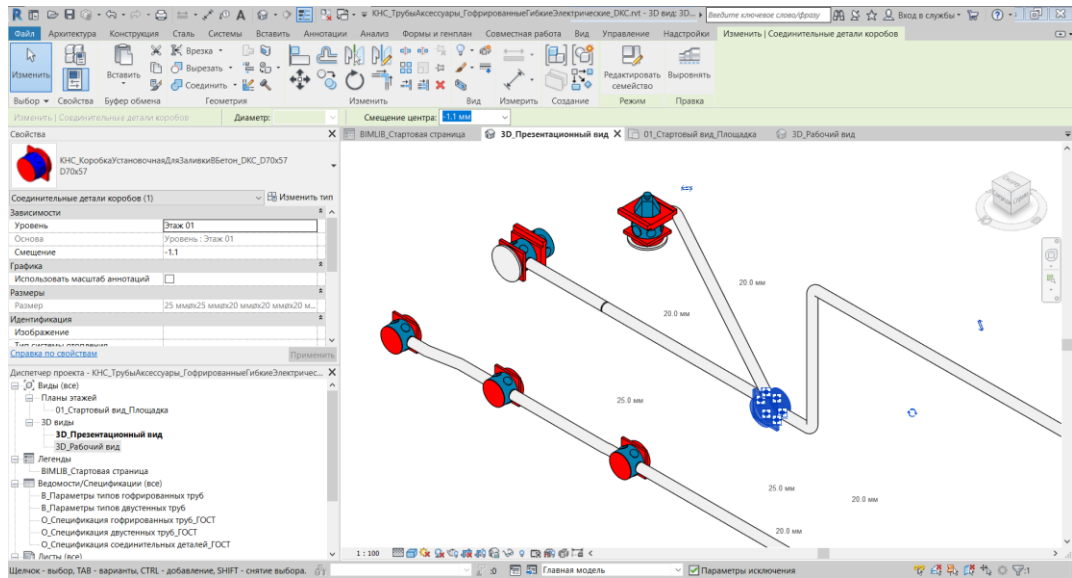 КНС_ТрубыАксессуары_ГофрированныеГибкиеЭлектрические_DKC.rvt - 3D вид: 3D...
Введите ключевое слово/фразу
Вход в службы
Файл Архитектура Конструкция Сталь Системы Вставить Аннотации Анализ Формы и генплан Совместная работа Вид Управление Надстройки Изменить | Соединительные детали коробов
Изменить
Вставить
Врезка
Вырезать
Соединить
Редактировать семейство
Выровнять
Выбор Свойства Буфер обмена Геометрия Изменить Вид Измерить Создание Режим Правка
Изменить | Соединительные детали коробов Диаметр: Смещение центра: -1.1 мм
Свойства
BIMLIB_Стартовая страница 3D_Презентационный вид 01_Стартовый вид_Площадка 3D_Рабочий вид
КНС_КоробкаУстановочнаяДляЗаливкиВБетон_DKC_D70x57
D70x57
Соединительные детали коробов (1) Изменить тип
Зависимости
Уровень Этаж 01
Основа Уровень : Этаж 01
Смещение -1.1
Графика
Использовать масштаб аннотаций
Размеры
Размер 25 ммøx25 ммøx20 ммøx20 ммøx20 м...
Идентификация
Изображение
Тип системы отопления
Справка по свойствам Применить
Диспетчер проекта - КНС_ТрубыАксессуары_ГофрированныеГибкиеЭлектричес...
Виды (все)
Планы этажей
01_Стартовый вид_Площадка
3D виды
3D_Презентационный вид
3D_Рабочий вид
Легенды
BIMLIB_Стартовая страница
Ведомости/Спецификации (все)
В_Параметры типов гофрированных труб
В_Параметры типов двустенных труб
О_Спецификация гофрированных труб_ГОСТ
О_Спецификация двустенных труб_ГОСТ
О_Спецификация соединительных деталей_ГОСТ
Листы (все)
20.0 мм
20.0 мм
25.0 мм
25.0 мм
20.0 мм
20.0 мм
1 : 100
Щелчок - выбор, TAB - варианты, CTRL - добавление, SHIFT - снятие выбора. :0 Главная модель Параметры исключения :1